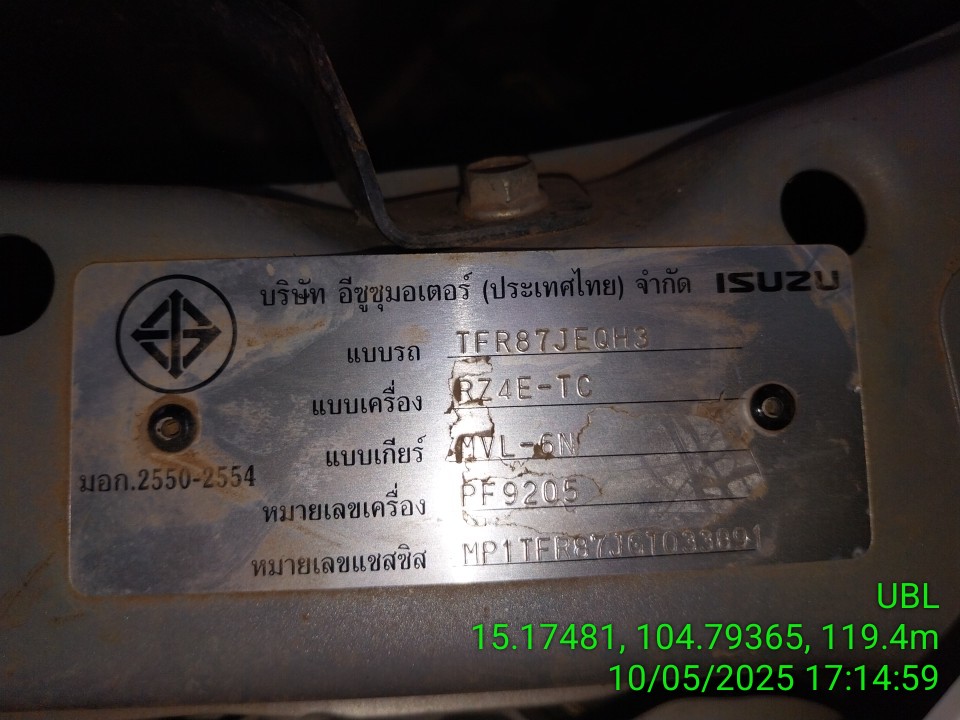 บริษัท อีซูซุมอเตอร์ (ประเทศไทย) จำกัด ISUZU
แบบรถ TFR87JEQH3
แบบเครื่อง RZ4E-TC
แบบเกียร์ MVL-6N
มอก.2550-2554
หมายเลขเครื่อง PF9205
หมายเลขแชสซิส
UBL
15.17481, 104.79365, 119.4m
10/05/2025 17:14:59